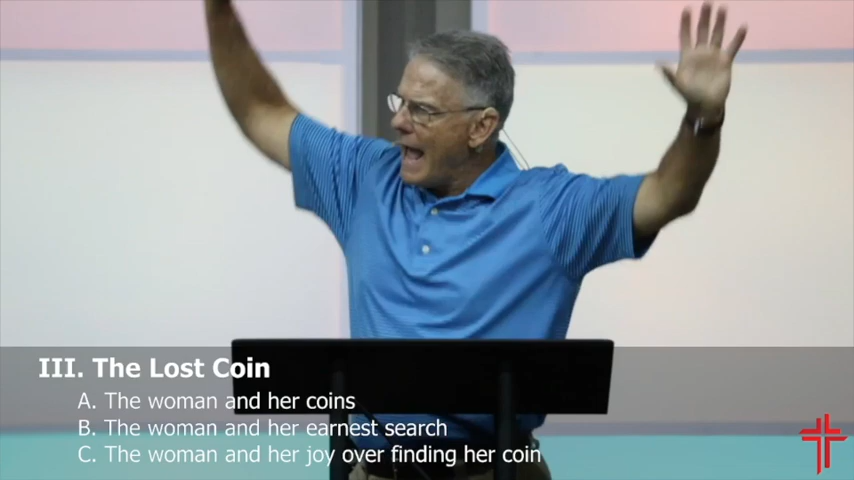 III. The Lost Coin
A. The woman and her coins
B. The woman and her earnest search
C. The woman and her joy over finding her coin